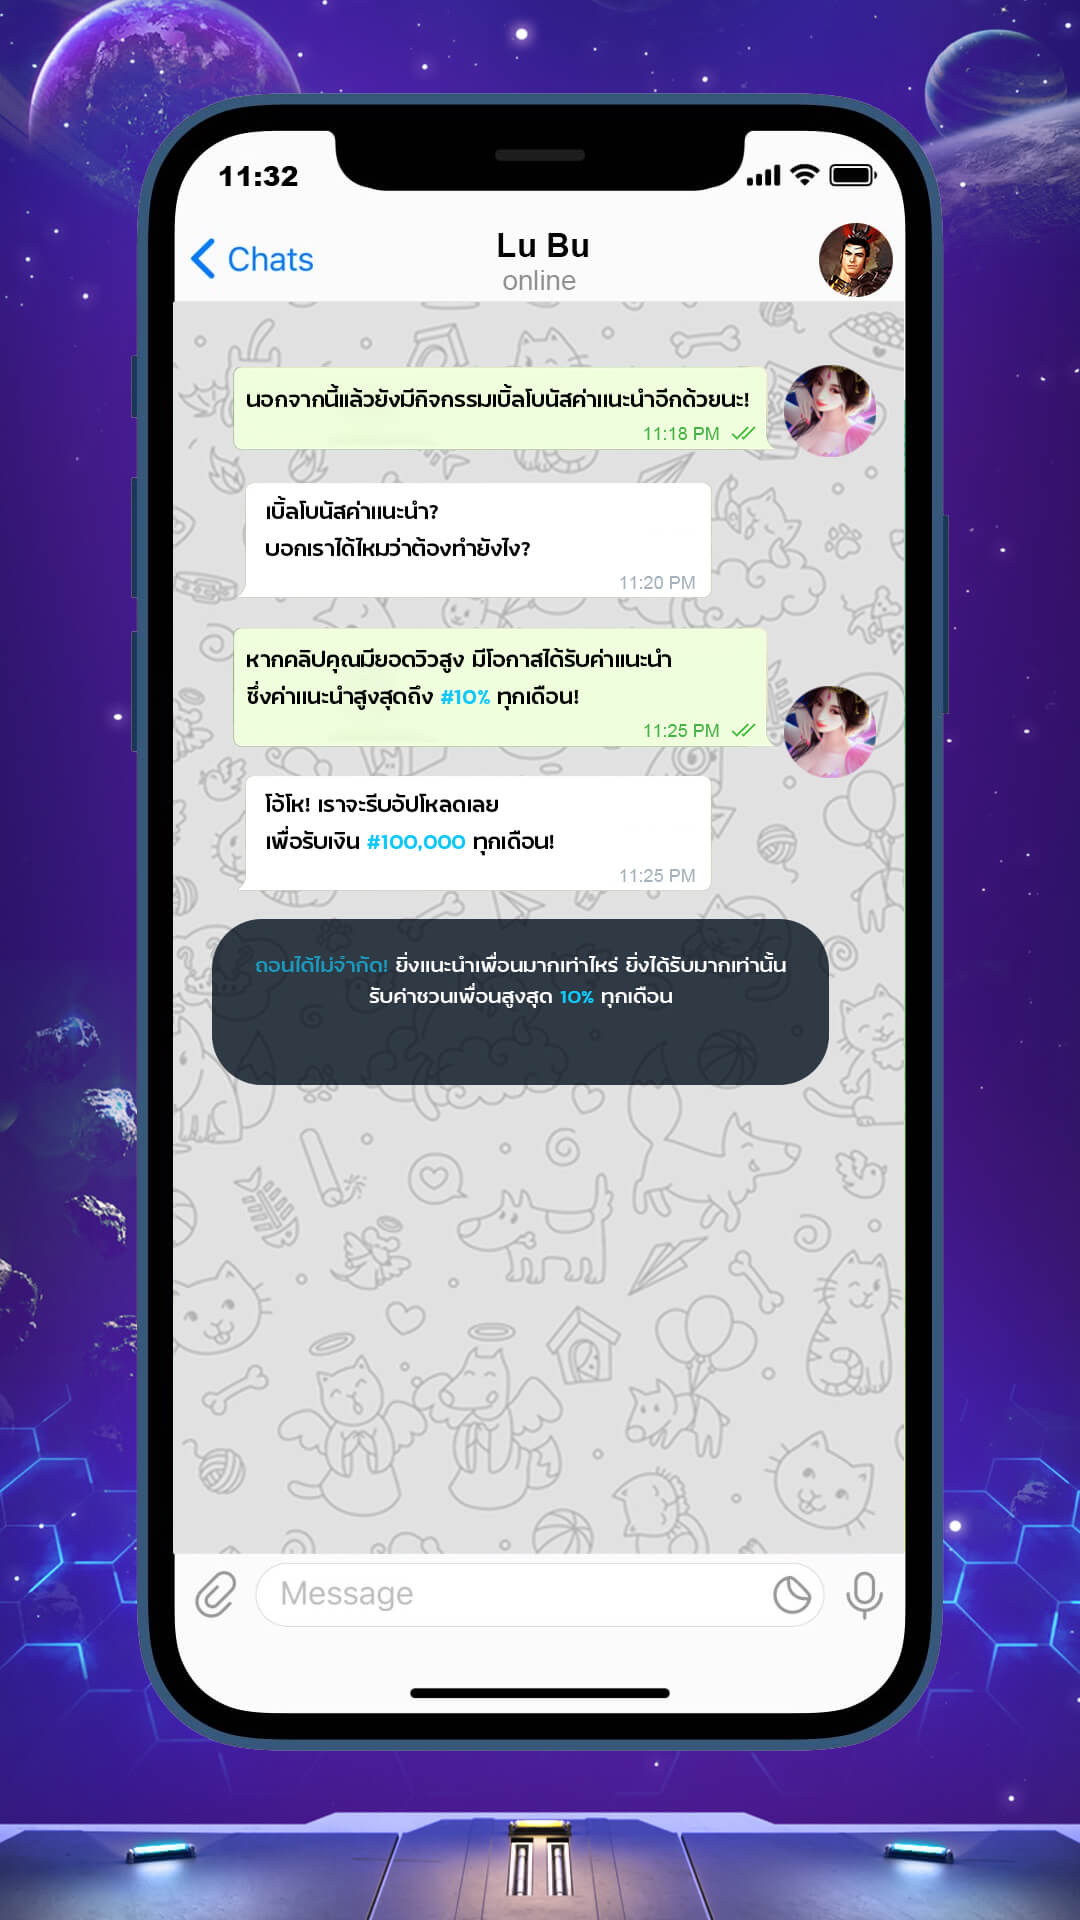 11:32
Chats
Lu Bu
online
นอกจากนี้แล้วยังมีกิจกรรมเบิ้ลโบนัสค่าแนะนำอีกด้วยนะ!
11:18 PM
เบิ้ลโบนัสค่าแนะนำ?
บอกเราได้ไหมว่าต้องทำยังไง?
11:20 PM
หากคลิปคุณมียอดวิวสูง มีโอกาสได้รับค่าแนะนำ
ซึ่งค่าแนะนำสูงสุดถึง #10% ทุกเดือน!
11:25 PM
โอ้โห! เราจะรีบอัปโหลดเลย
เพื่อรับเงิน #100,000 ทุกเดือน!
11:25 PM
ถอนได้ไม่จำกัด! ยิ่งแนะนำเพื่อนมากเท่าไหร่ ยิ่งได้รับมากเท่านั้น
รับค่าชวนเพื่อนสูงสุด 10% ทุกเดือน
Message